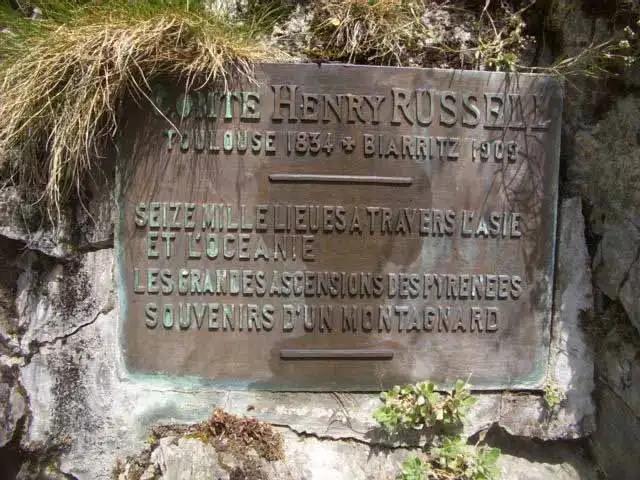 COMTE HENRY RUSSELL
TOULOUSE 1834 ✠ BIARRITZ 1909
SEIZE MILLE LIEUES A TRAVERS L'ASIE
ET L'OCEANIE
LES GRANDES ASCENSIONS DES PYRENEES
SOUVENIRS D'UN MONTAGNARD